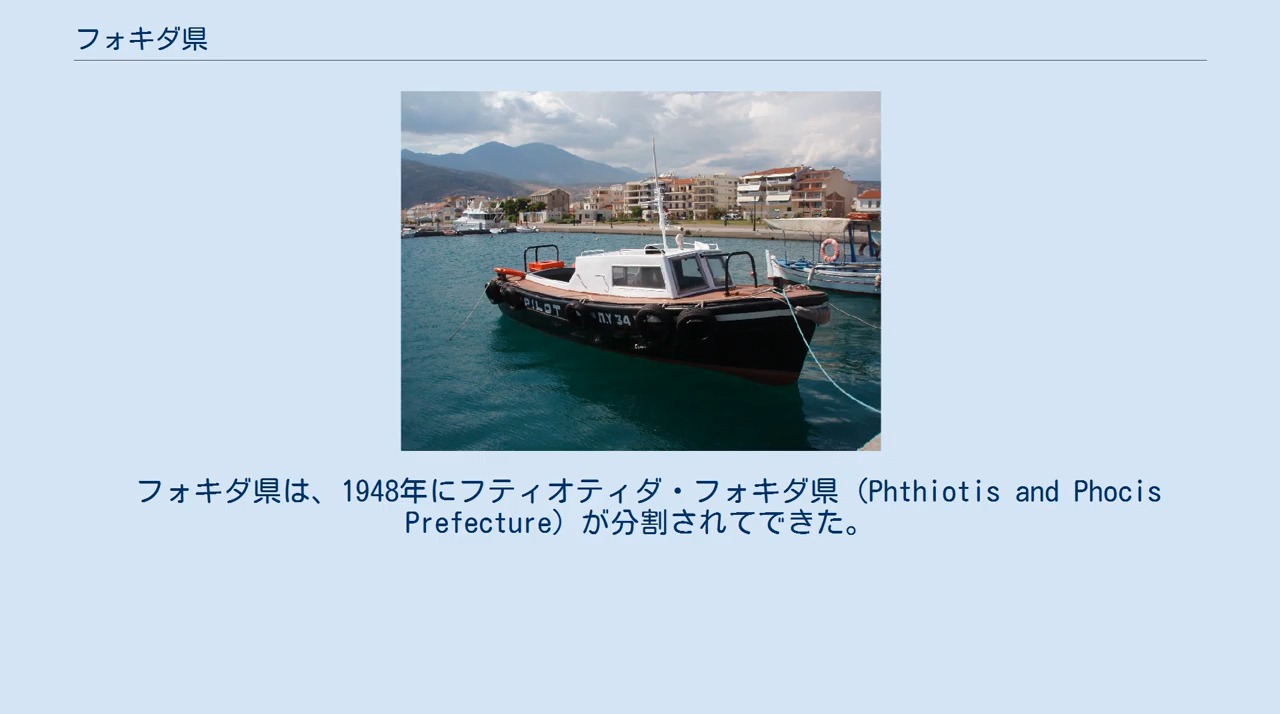 フォキダ県
PILOT
Π.Υ 34
フォキダ県は、1948年にフティオティダ・フォキダ県（Phthiotis and Phocis
Prefecture）が分割されてできた。